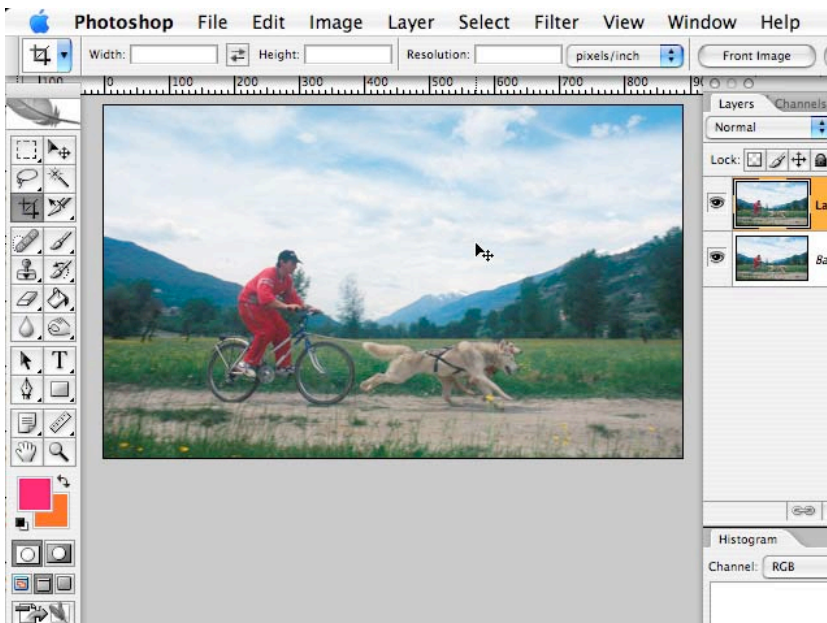 Photoshop File Edit Image Layer Select Filter View Window Help
Width: Height: Resolution: pixels/inch Front Image
100 0 100 200 300 400 500 600 700 800
Layers Channels
Normal
Lock:
T
Histogram
Channel: RGB